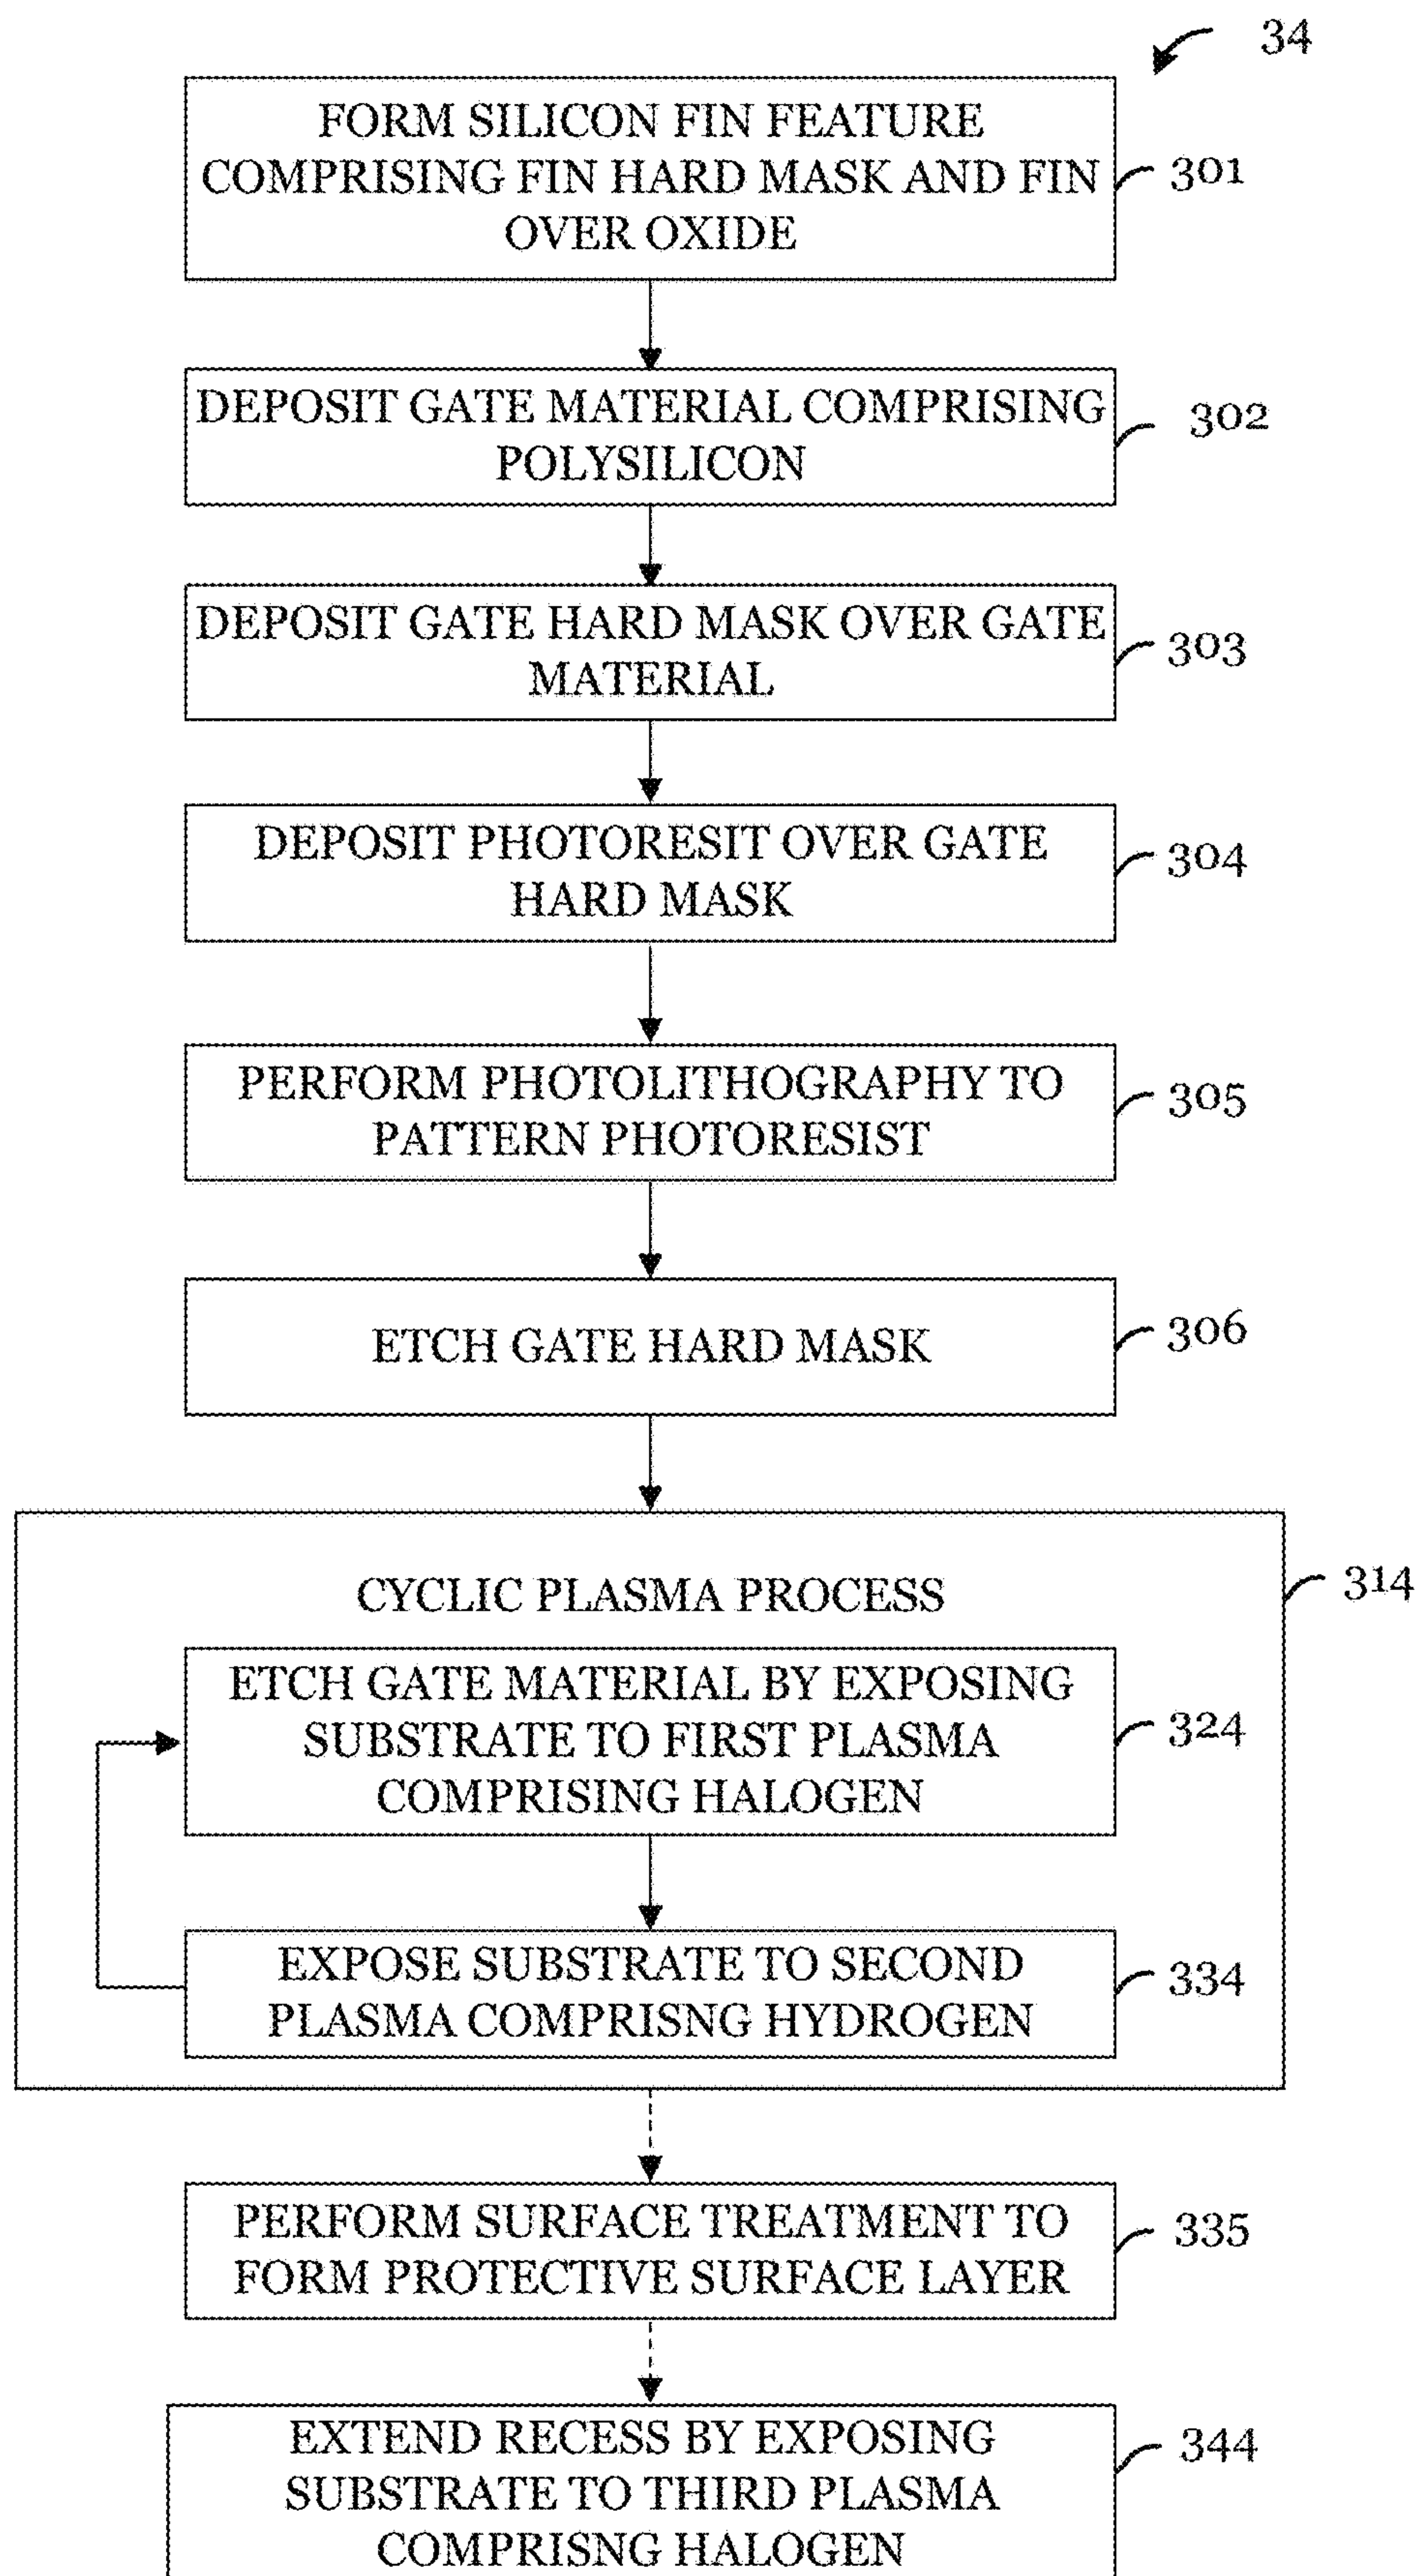 34
FORM SILICON FIN FEATURE
COMPRISING FIN HARD MASK AND FIN
OVER OXIDE
301
DEPOSIT GATE MATERIAL COMPRISING
POLYSILICON
302
DEPOSIT GATE HARD MASK OVER GATE
MATERIAL
303
DEPOSIT PHOTORESIT OVER GATE
HARD MASK
304
PERFORM PHOTOLITHOGRAPHY TO
PATTERN PHOTORESIST
305
ETCH GATE HARD MASK
306
CYCLIC PLASMA PROCESS
314
ETCH GATE MATERIAL BY EXPOSING
SUBSTRATE TO FIRST PLASMA
COMPRISING HALOGEN
324
EXPOSE SUBSTRATE TO SECOND
PLASMA COMPRISNG HYDROGEN
334
PERFORM SURFACE TREATMENT TO
FORM PROTECTIVE SURFACE LAYER
335
EXTEND RECESS BY EXPOSING
SUBSTRATE TO THIRD PLASMA
COMPRISNG HALOGEN
344